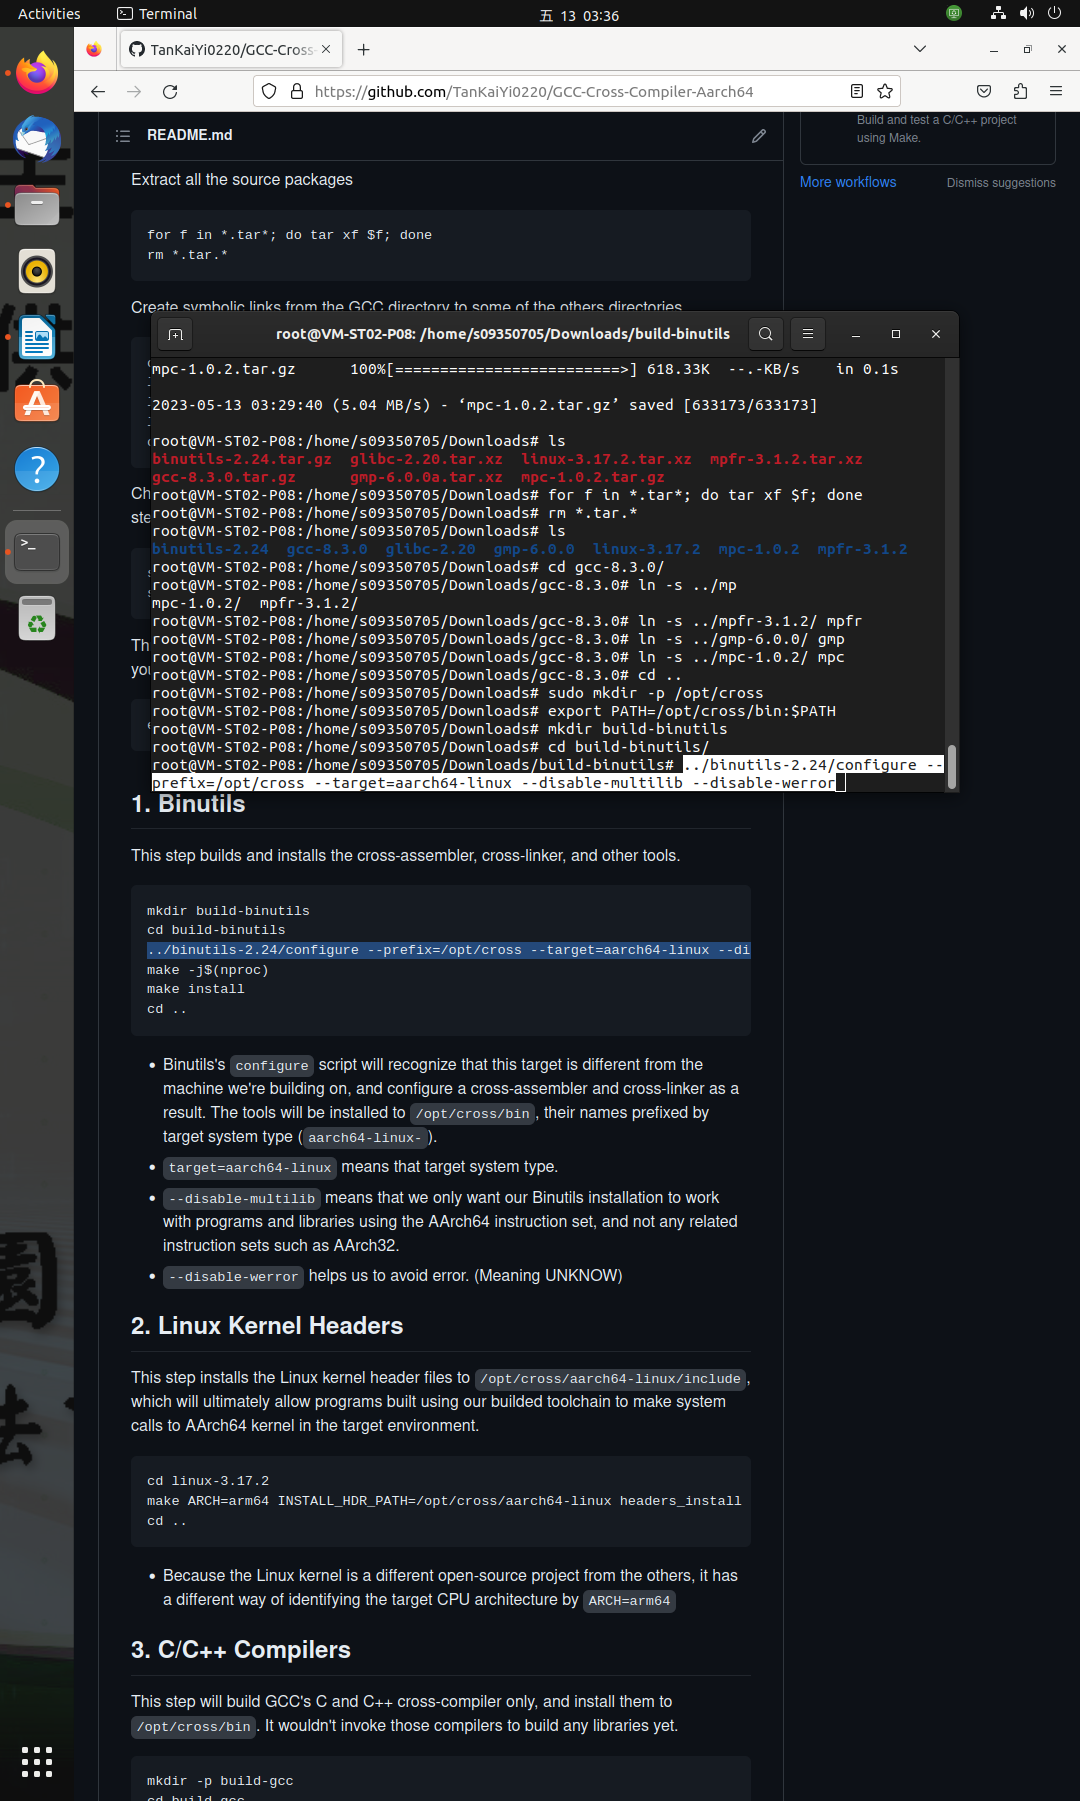 Activities
Terminal
五 13 03:36
TanKaiYi0220/GCC-Cross-
https://github.com/TanKaiYi0220/GCC-Cross-Compiler-Aarch64
README.md
Build and test a C/C++ project
using Make.
More workflows
Dismiss suggestions
Extract all the source packages
for f in *.tar*; do tar xf $f; done
rm *.tar.*
Create symbolic links from the GCC directory to some of the others directories
root@VM-ST02-P08: /home/s09350705/Downloads/build-binutils
mpc-1.0.2.tar.gz 100%[=========================>] 618.33K --.-KB/s in 0.1s
2023-05-13 03:29:40 (5.04 MB/s) - ‘mpc-1.0.2.tar.gz’ saved [633173/633173]
root@VM-ST02-P08:/home/s09350705/Downloads# ls
binutils-2.24.tar.gz glibc-2.20.tar.xz linux-3.17.2.tar.xz mpfr-3.1.2.tar.xz
gcc-8.3.0.tar.gz gmp-6.0.0a.tar.xz mpc-1.0.2.tar.gz
root@VM-ST02-P08:/home/s09350705/Downloads# for f in *.tar*; do tar xf $f; done
root@VM-ST02-P08:/home/s09350705/Downloads# rm *.tar.*
root@VM-ST02-P08:/home/s09350705/Downloads# ls
binutils-2.24 gcc-8.3.0 glibc-2.20 gmp-6.0.0 linux-3.17.2 mpc-1.0.2 mpfr-3.1.2
root@VM-ST02-P08:/home/s09350705/Downloads# cd gcc-8.3.0/
root@VM-ST02-P08:/home/s09350705/Downloads/gcc-8.3.0# ln -s ../mp
mpc-1.0.2/ mpfr-3.1.2/
root@VM-ST02-P08:/home/s09350705/Downloads/gcc-8.3.0# ln -s ../mpfr-3.1.2/ mpfr
root@VM-ST02-P08:/home/s09350705/Downloads/gcc-8.3.0# ln -s ../gmp-6.0.0/ gmp
root@VM-ST02-P08:/home/s09350705/Downloads/gcc-8.3.0# ln -s ../mpc-1.0.2/ mpc
root@VM-ST02-P08:/home/s09350705/Downloads/gcc-8.3.0# cd ..
root@VM-ST02-P08:/home/s09350705/Downloads# sudo mkdir -p /opt/cross
root@VM-ST02-P08:/home/s09350705/Downloads# export PATH=/opt/cross/bin:$PATH
root@VM-ST02-P08:/home/s09350705/Downloads# mkdir build-binutils
root@VM-ST02-P08:/home/s09350705/Downloads# cd build-binutils/
root@VM-ST02-P08:/home/s09350705/Downloads/build-binutils# ../binutils-2.24/configure --
prefix=/opt/cross --target=aarch64-linux --disable-multilib --disable-werror
Ch
ste
Th
you
1. Binutils
This step builds and installs the cross-assembler, cross-linker, and other tools.
mkdir build-binutils
cd build-binutils
../binutils-2.24/configure --prefix=/opt/cross --target=aarch64-linux --di
make -j$(nproc)
make install
cd ..
• Binutils's configure script will recognize that this target is different from the
machine we're building on, and configure a cross-assembler and cross-linker as a
result. The tools will be installed to /opt/cross/bin, their names prefixed by
target system type (aarch64-linux-).
• target=aarch64-linux means that target system type.
• --disable-multilib means that we only want our Binutils installation to work
with programs and libraries using the AArch64 instruction set, and not any related
instruction sets such as AArch32.
• --disable-werror helps us to avoid error. (Meaning UNKNOW)
2. Linux Kernel Headers
This step installs the Linux kernel header files to /opt/cross/aarch64-linux/include,
which will ultimately allow programs built using our builded toolchain to make system
calls to AArch64 kernel in the target environment.
cd linux-3.17.2
make ARCH=arm64 INSTALL_HDR_PATH=/opt/cross/aarch64-linux headers_install
cd ..
• Because the Linux kernel is a different open-source project from the others, it has
a different way of identifying the target CPU architecture by ARCH=arm64
3. C/C++ Compilers
This step will build GCC's C and C++ cross-compiler only, and install them to
/opt/cross/bin. It wouldn't invoke those compilers to build any libraries yet.
mkdir -p build-gcc
cd build-gcc